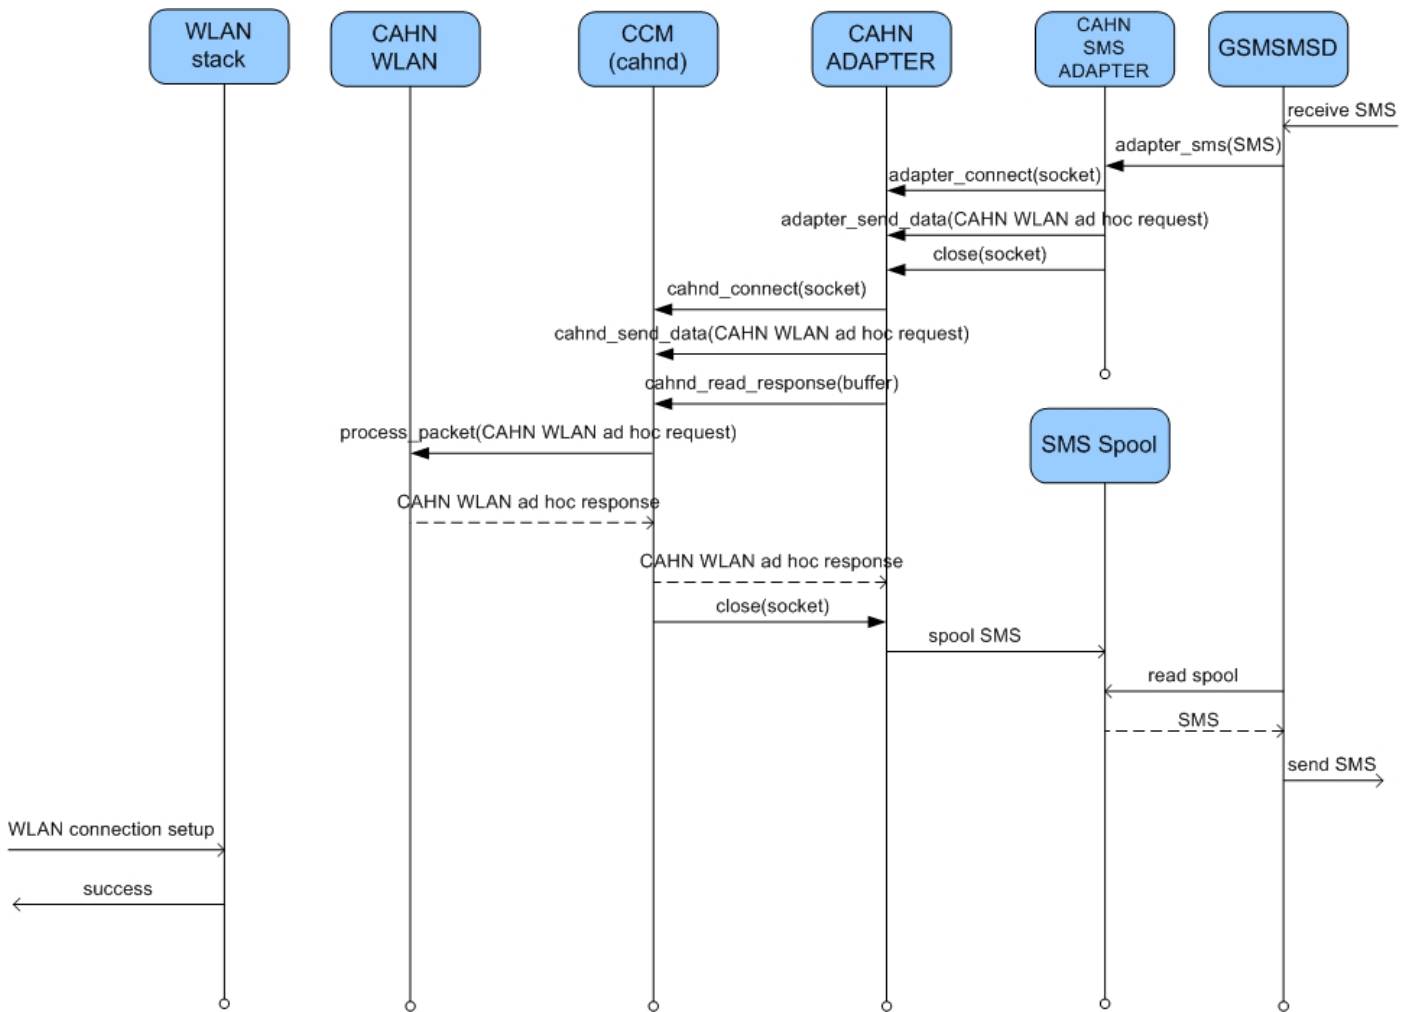 WLAN
stack
CAHN
WLAN
CCM
(cahnd)
CAHN
ADAPTER
CAHN
SMS
ADAPTER
GSMSMSD
receive SMS
adapter_sms(SMS)
adapter_connect(socket)
adapter_send_data(CAHN WLAN ad hoc request)
close(socket)
cahnd_connect(socket)
cahnd_send_data(CAHN WLAN ad hoc request)
cahnd_read_response(buffer)
process_packet(CAHN WLAN ad hoc request)
SMS Spool
CAHN WLAN ad hoc response
CAHN WLAN ad hoc response
close(socket)
spool SMS
read spool
SMS
send SMS
WLAN connection setup
success